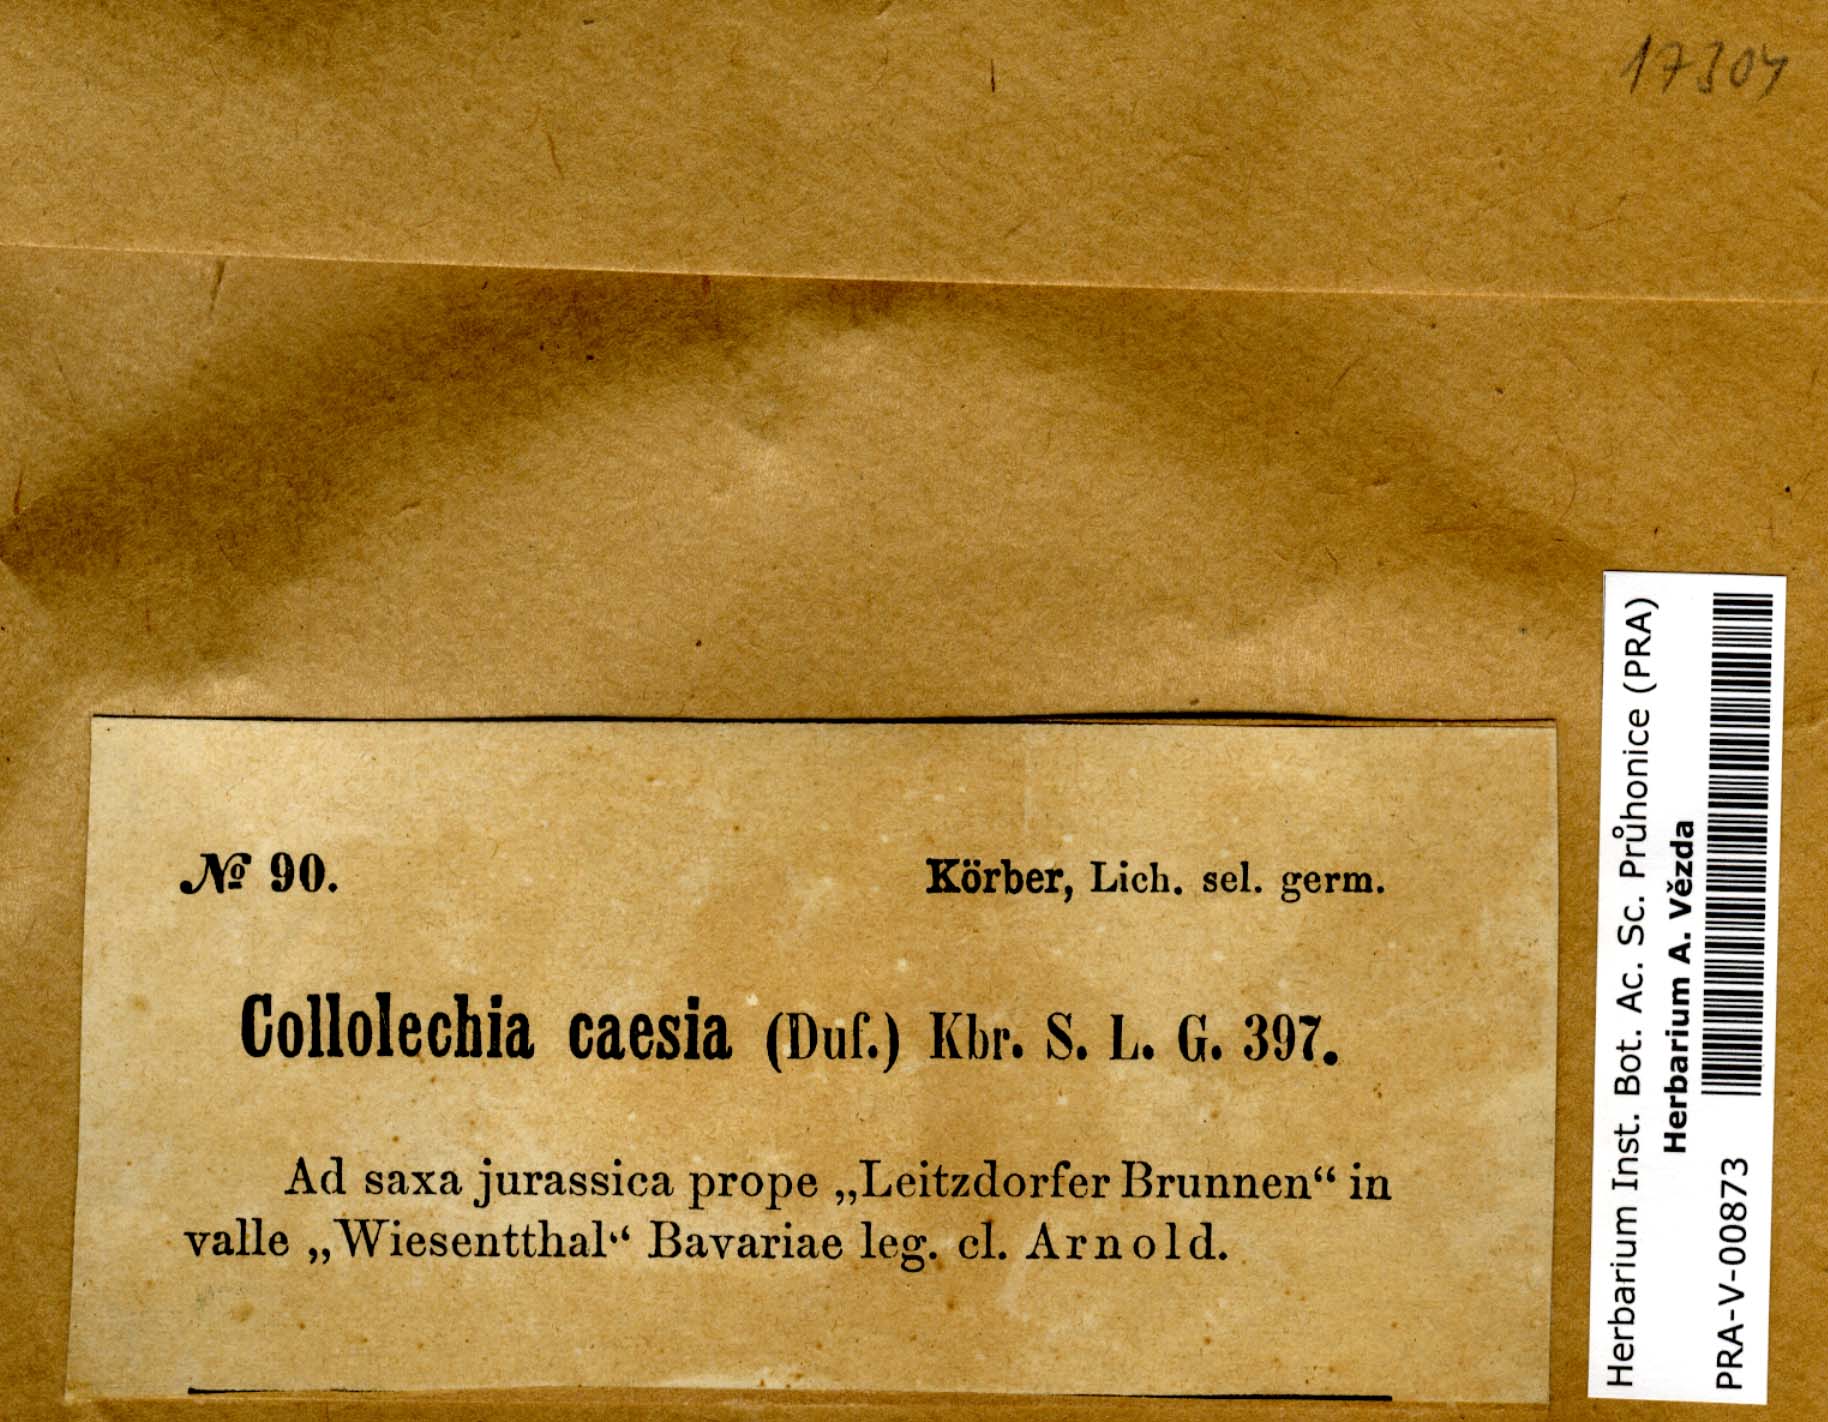 17304
№ 90.
Körber, Lich. sel. germ.
Collolechia caesia (Duf.) Kbr. S. L. G. 397.
Ad saxa jurassica prope „Leitzdorfer Brunnen“ in
valle „Wiesentthal“ Bavariae leg. cl. Arnold.
Herbarium Inst. Bot. Ac. Sc. Průhonice (PRA)
Herbarium A. Vězda
PRA-V-00873